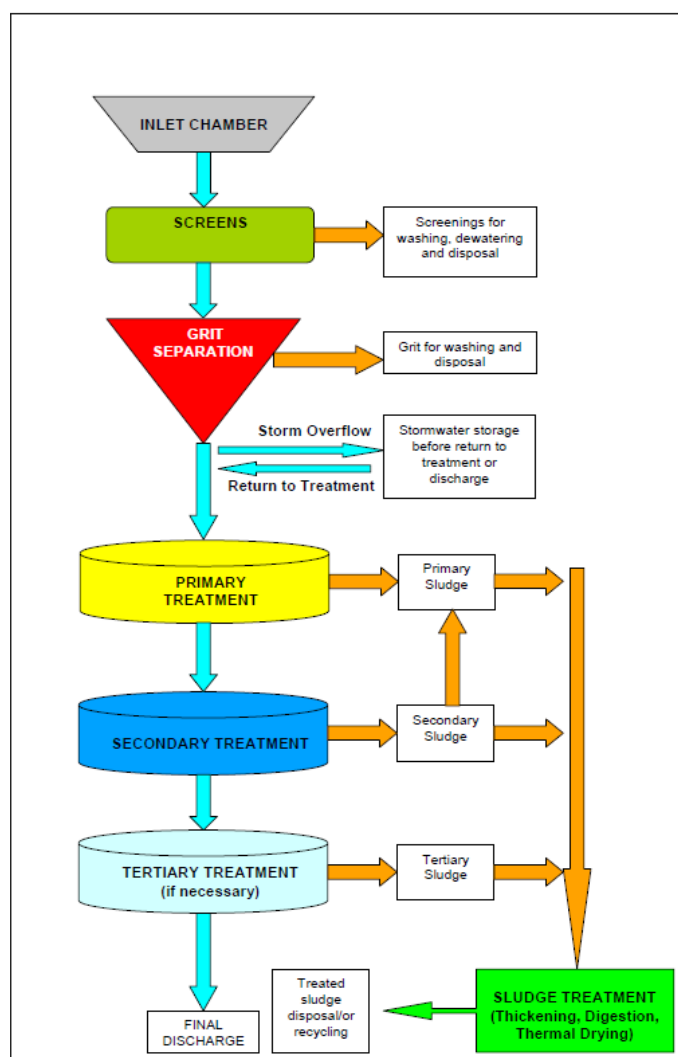 INLET CHAMBER
SCREENS
Screenings for
washing, dewatering
and disposal
GRIT
SEPARATION
Grit for washing and
disposal
Storm Overflow
Return to Treatment
Stormwater storage
before return to
treatment or
discharge
PRIMARY
TREATMENT
Primary
Sludge
SECONDARY TREATMENT
Secondary
Sludge
TERTIARY TREATMENT
(if necessary)
Tertiary
Sludge
FINAL
DISCHARGE
Treated
sludge
disposal/or
recycling
SLUDGE TREATMENT
(Thickening, Digestion,
Thermal Drying)